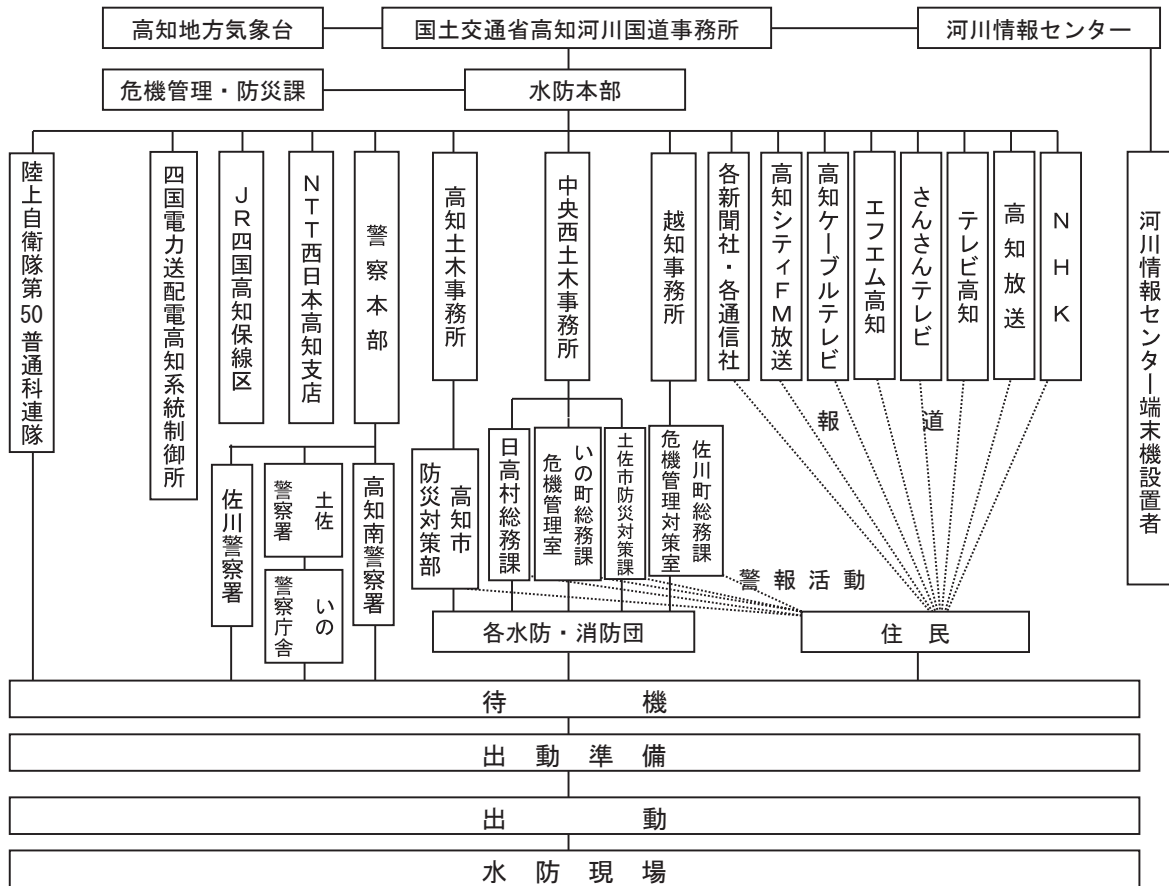 高知地方気象台
国土交通省高知河川国道事務所
河川情報センター
危機管理・防災課
水防本部
陸上自衛隊第50普通科連隊
四国電力送配電高知系統制御所
JR四国高知保線区
NTT西日本高知支店
警察本部
高知土木事務所
中央西土木事務所
越知事務所
各新聞社・各通信社
高知シティFM放送
高知ケーブルテレビ
エフエム高知
さんさんテレビ
テレビ高知
高知放送
NHK
河川情報センター端末機設置者
報道
佐川警察署
土佐
警察署
いの
警察庁舎
高知南警察署
高知市
防災対策部
日高村総務課
いの町総務課
危機管理室
土佐市防災対策課
佐川町総務課
危機管理対策室
警報活動
各水防・消防団
住民
待機
出動準備
出動
水防現場